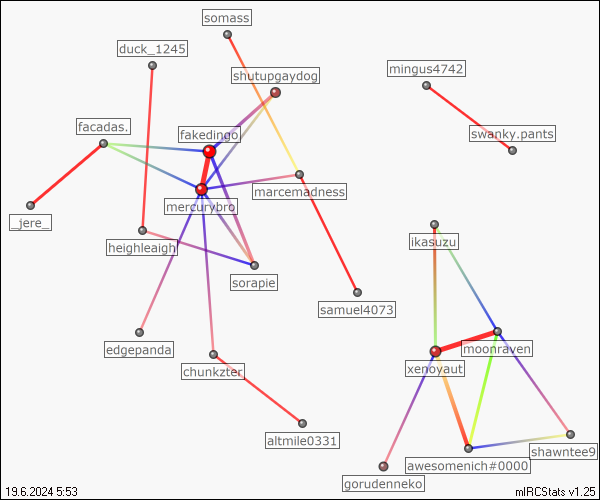 somass
duck_1245
shutupgaydog
mingus4742
facadas.
fakedingo
swanky.pants
marcemadness
mercurybro
_jere_
heighleaigh
ikasuzu
sorapie
samuel4073
edgepanda
moonraven
xenoyaut
chunkzter
altmile0331
shawntee9
awesomenich#0000
gorudenneko
19.6.2024 5:53
mIRCStats v1.25